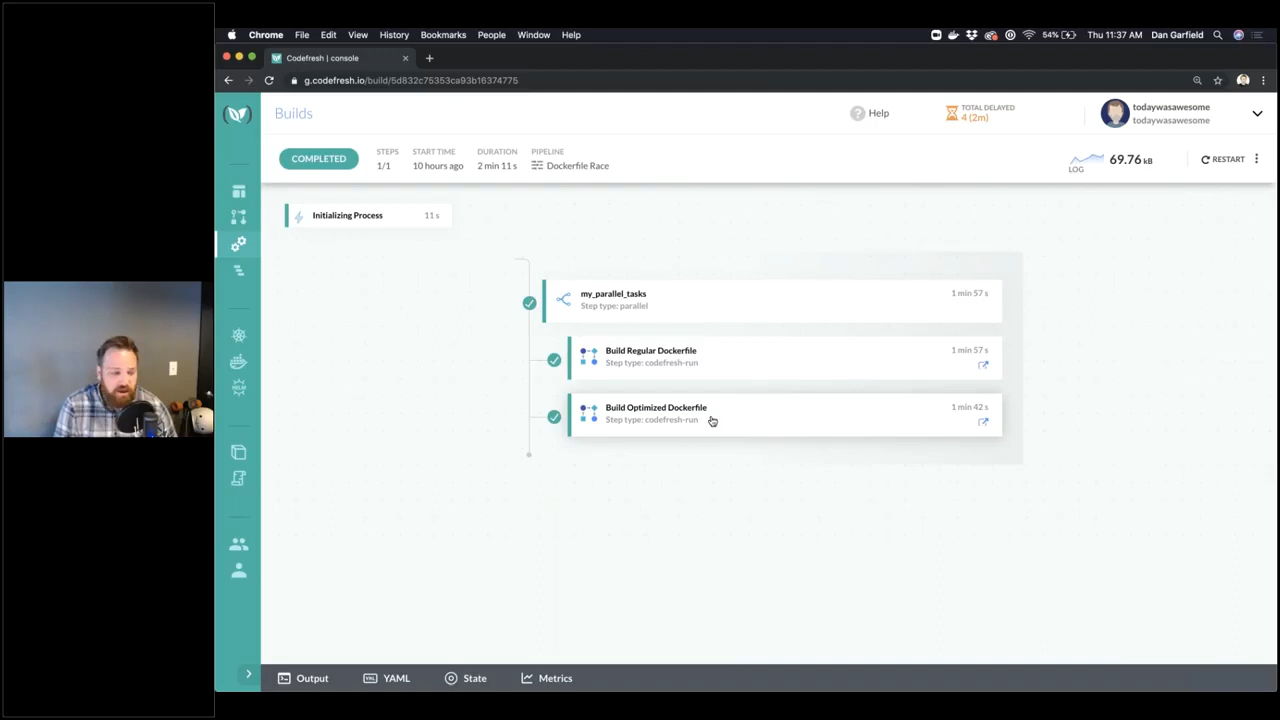 Chrome File Edit View History Bookmarks People Window Help 54% Thu 11:37 AM Dan Garfield
Codefresh | console
g.codefresh.io/build/5d832c75353ca93b16374775
Builds
Help
TOTAL DELAYED
4 (2m)
todaywasawesome
todaywasawesome
COMPLETED
STEPS
1/1
START TIME
10 hours ago
DURATION
2 min 11 s
PIPELINE
Dockerfile Race
LOG
69.76 kB
RESTART
Initializing Process 11 s
my_parallel_tasks 1 min 57 s
Step type: parallel
Build Regular Dockerfile 1 min 57 s
Step type: codefresh-run
Build Optimized Dockerfile 1 min 42 s
Step type: codefresh-run
Output YAML State Metrics